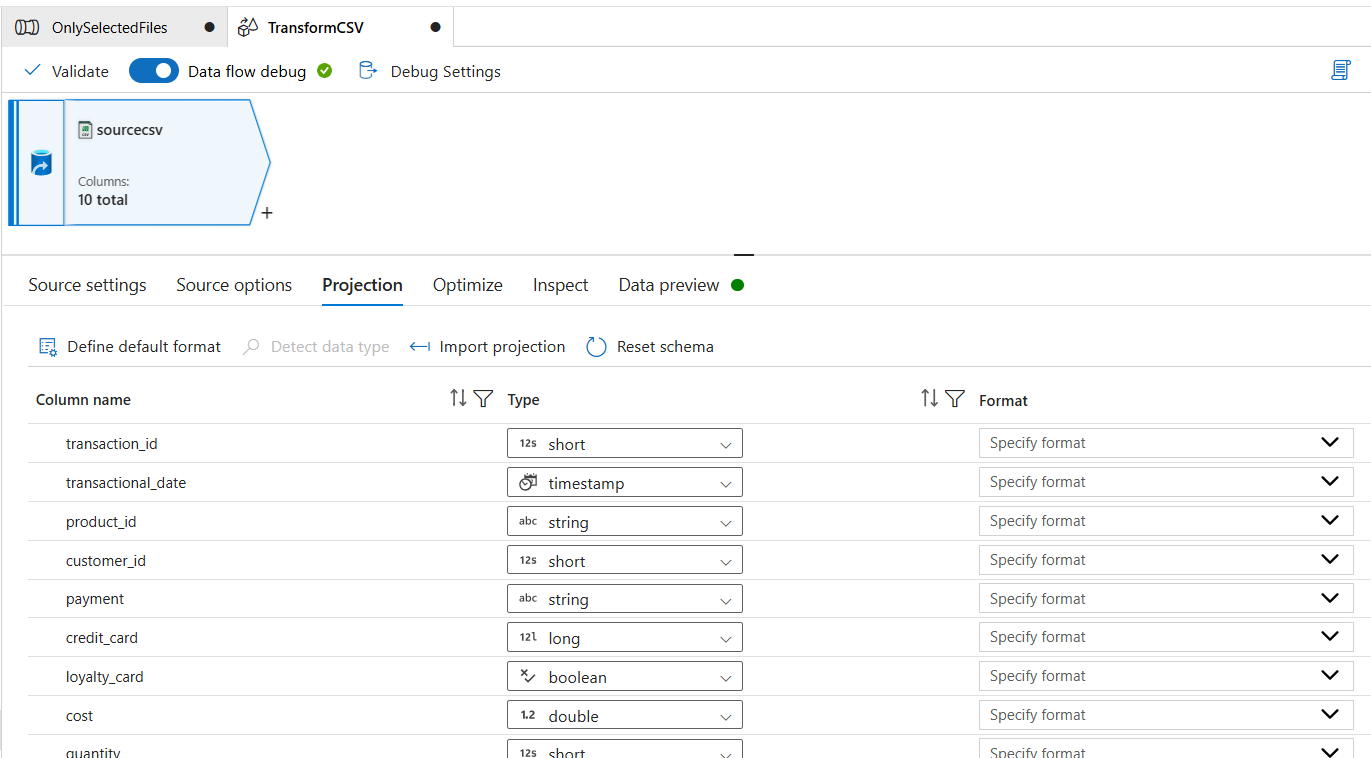 OnlySelectedFiles TransformCSV
Validate Data flow debug Debug Settings
sourcecsv
Columns:
10 total
+
Source settings Source options Projection Optimize Inspect Data preview
Define default format Detect data type Import projection Reset schema
Column name Type Format
transaction_id 12s short Specify format
transactional_date timestamp Specify format
product_id abc string Specify format
customer_id 12s short Specify format
payment abc string Specify format
credit_card 12l long Specify format
loyalty_card boolean Specify format
cost 1.2 double Specify format
quantity 12s short Specify format